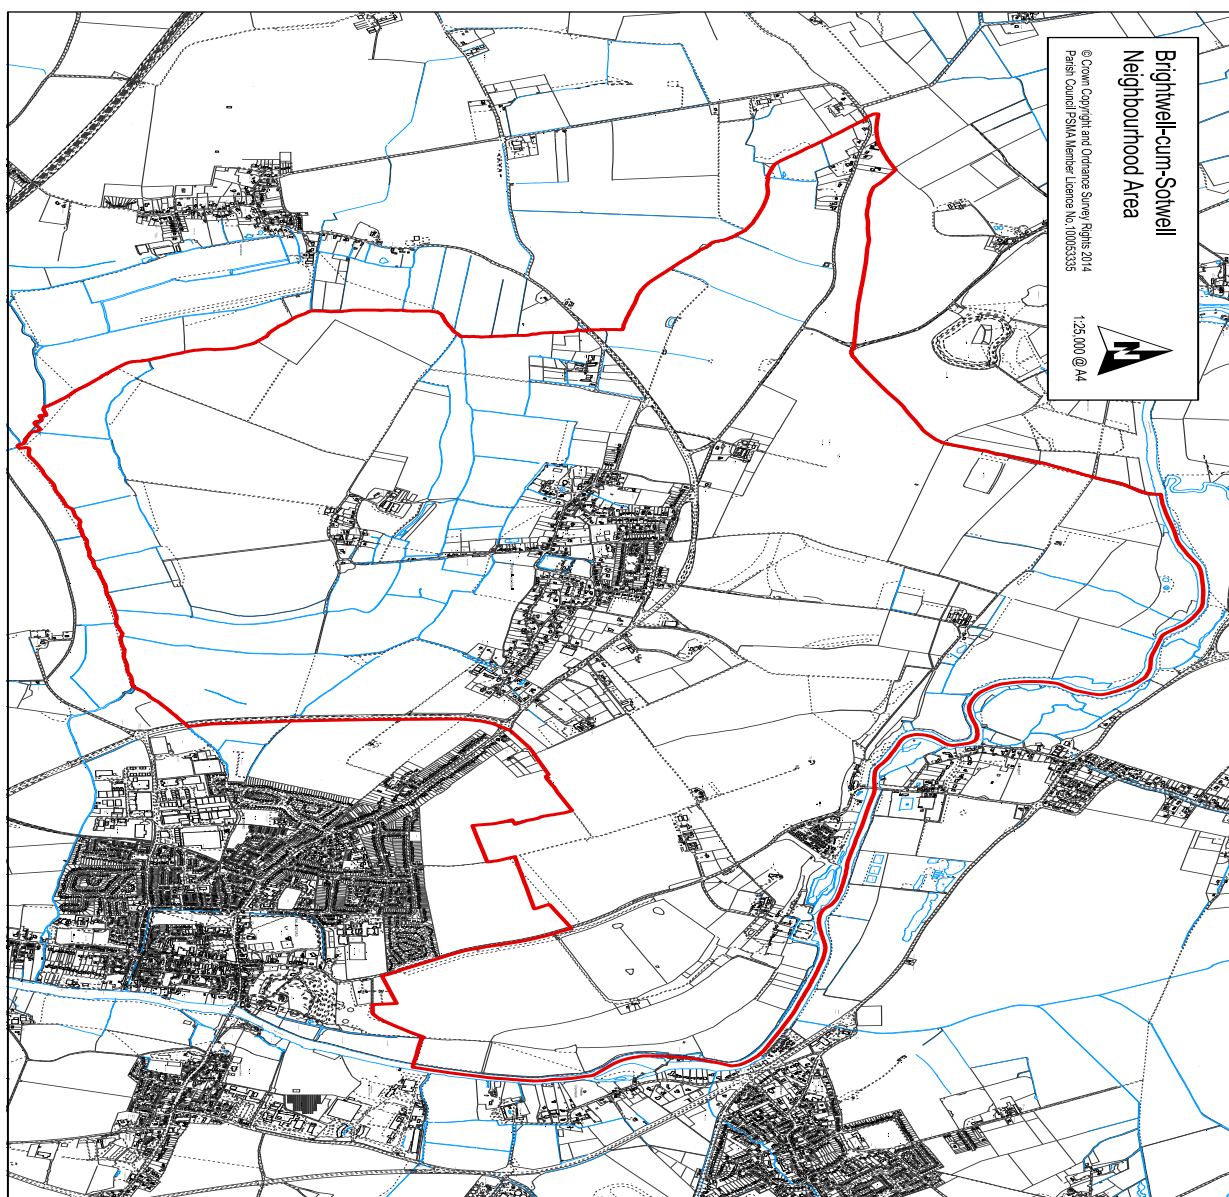 Brightwell-cum-Sotwell
Neighbourhood Area
© Crown Copyright and Ordnance Survey Rights 2014
Parish Council PSMA Member Licence No.100053335
N
1:25,000 @ A4